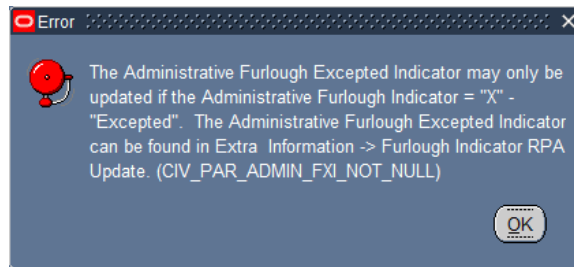 Error
The Administrative Furlough Excepted Indicator may only be
updated if the Administrative Furlough Indicator = "X" -
"Excepted".  The Administrative Furlough Excepted Indicator
can be found in Extra  Information -> Furlough Indicator RPA
Update. (CIV_PAR_ADMIN_FXI_NOT_NULL)
OK